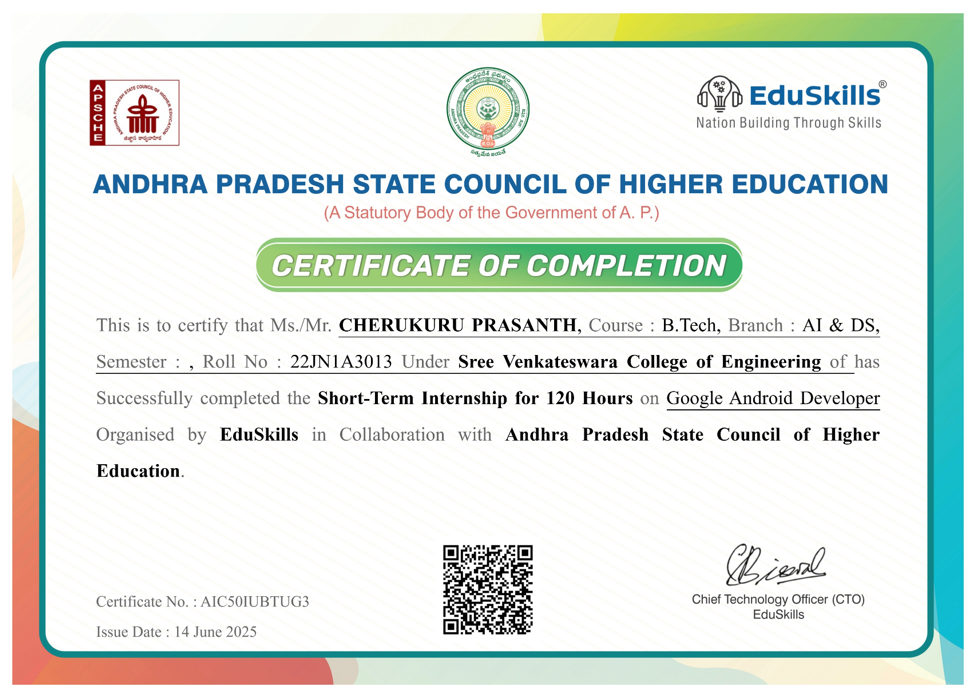 APSCHE
ANDHRA PRADESH STATE COUNCIL OF HIGHER EDUCATION
EduSkills®
Nation Building Through Skills
ANDHRA PRADESH STATE COUNCIL OF HIGHER EDUCATION
(A Statutory Body of the Government of A. P.)
CERTIFICATE OF COMPLETION
This is to certify that Ms./Mr. CHERUKURU PRASANTH, Course : B.Tech, Branch : AI & DS,
Semester : , Roll No : 22JN1A3013 Under Sree Venkateswara College of Engineering of has
Successfully completed the Short-Term Internship for 120 Hours on Google Android Developer
Organised by EduSkills in Collaboration with Andhra Pradesh State Council of Higher
Education.
Certificate No. : AIC50IUBTUG3
Issue Date : 14 June 2025
Chief Technology Officer (CTO)
EduSkills